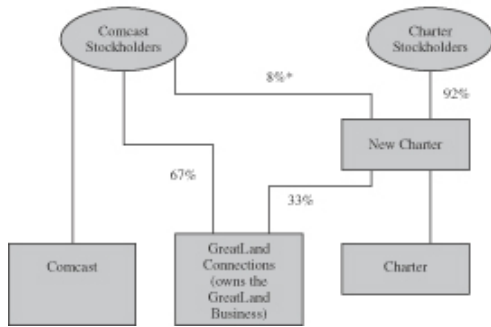 Comcast
Stockholders
Charter
Stockholders
8%*
92%
New Charter
67%
33%
Comcast
GreatLand
Connections
(owns the
GreatLand
Business)
Charter